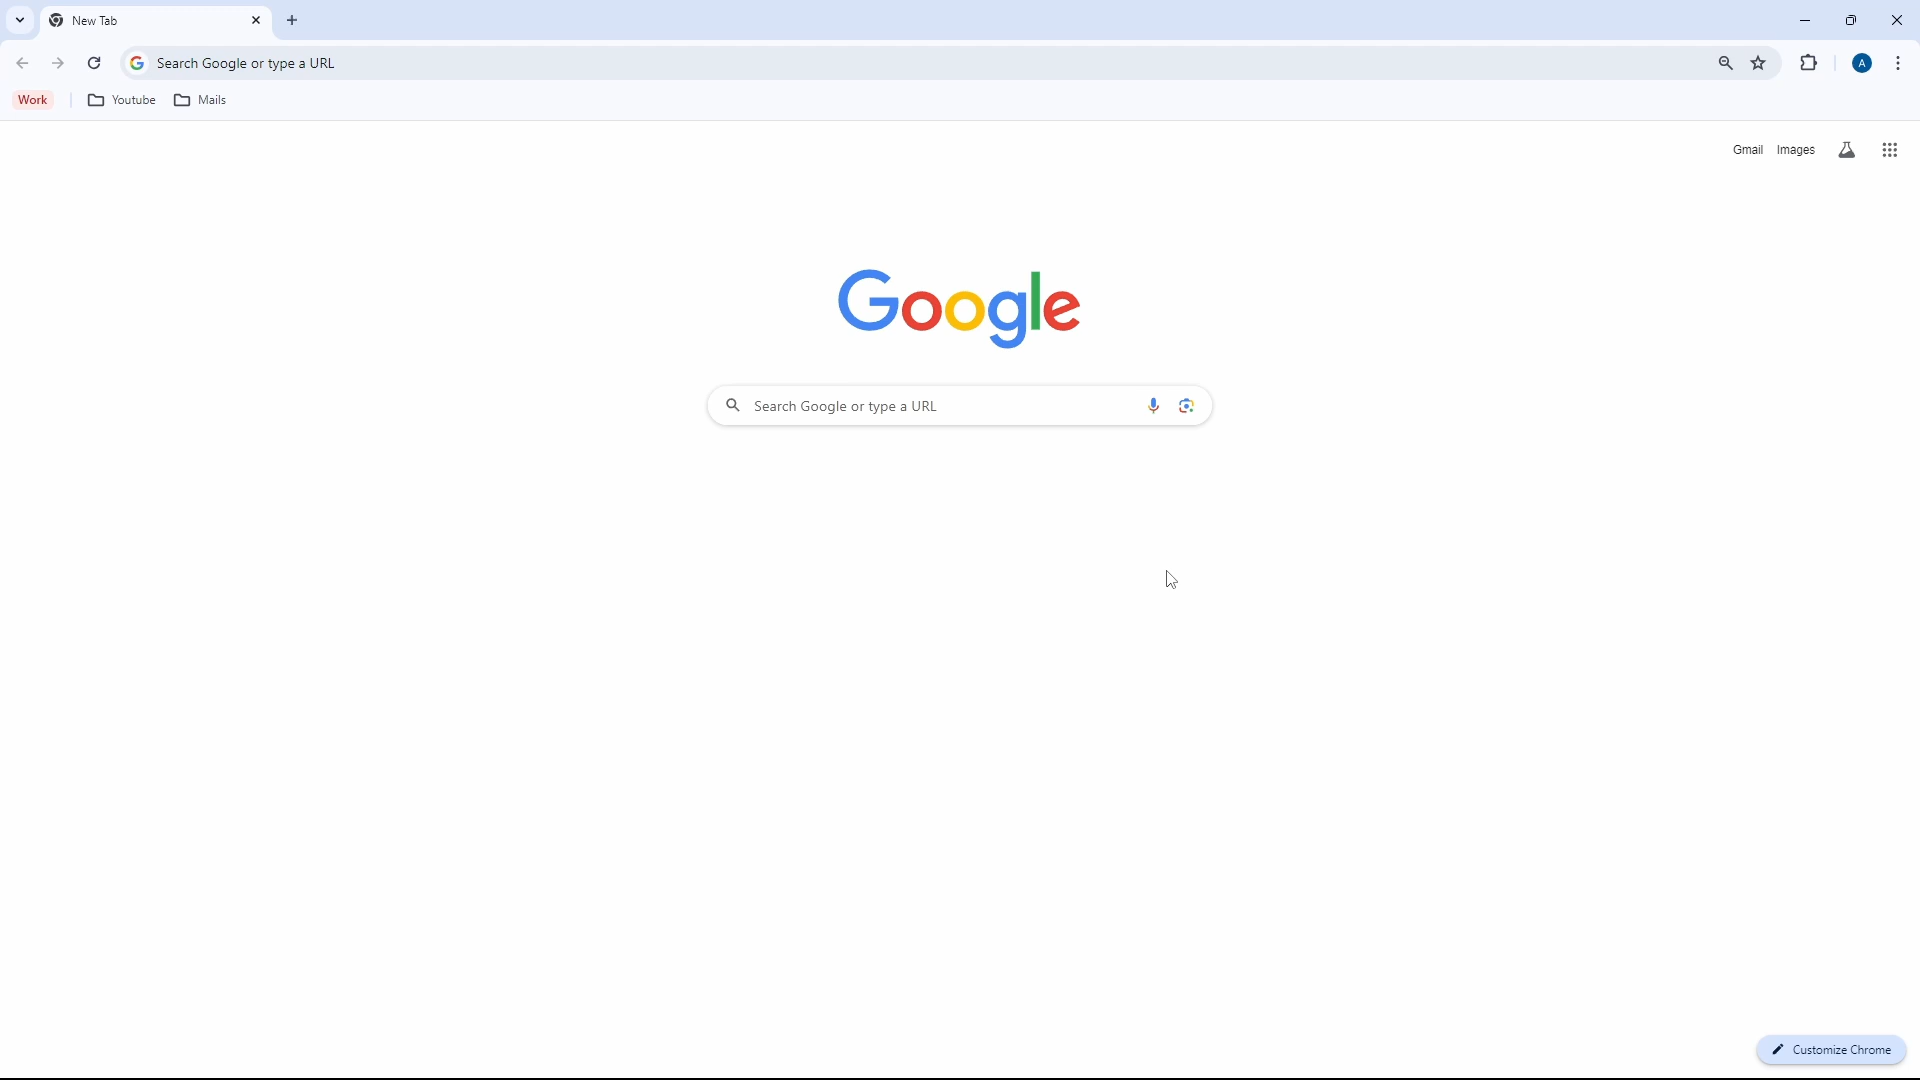 New Tab
Search Google or type a URL
A
Work
Youtube
Mails
Gmail
Images
Google
Search Google or type a URL
Customize Chrome